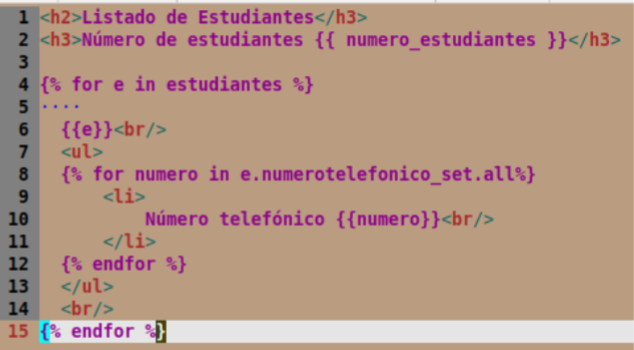 1 <h2>Listado de Estudiantes</h3>
2 <h3>Número de estudiantes {{ numero_estudiantes }}</h3>
3
4 {% for e in estudiantes %}
5 ····
6 {{e}}<br/>
7 <ul>
8 {% for numero in e.numerotelefonico_set.all%}
9 <li>
10 Número telefónico {{numero}}<br/>
11 </li>
12 {% endfor %}
13 </ul>
14 <br/>
15 {% endfor %}